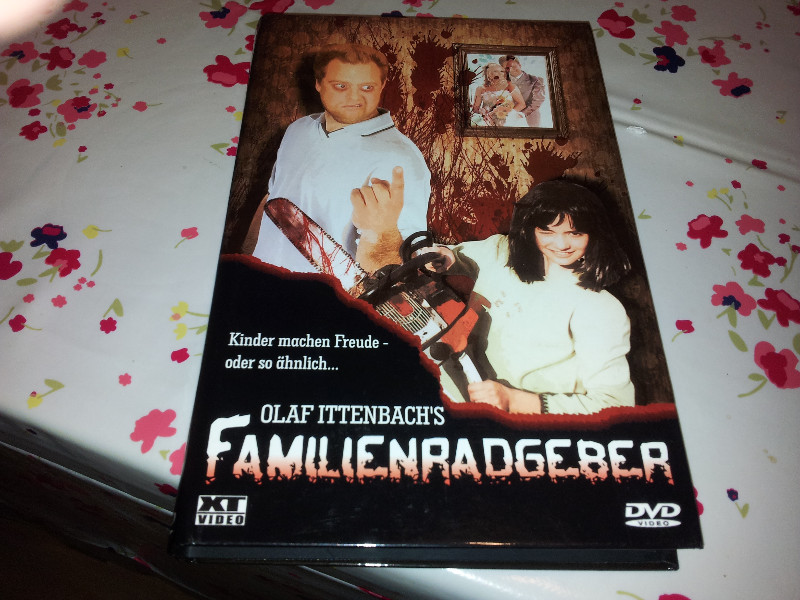 Kinder machen Freude -
oder so ähnlich...
OLAF ITTENBACH'S
FAMILIENRADGEBER
XT
VIDEO
DVD
VIDEO